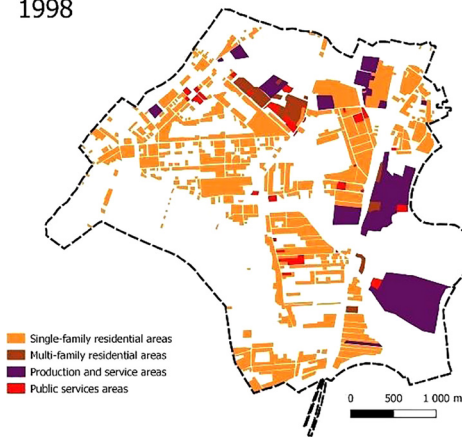 1998
Single-family residential areas
Multi-family residential areas
Production and service areas
Public services areas
0 500 1 000 m